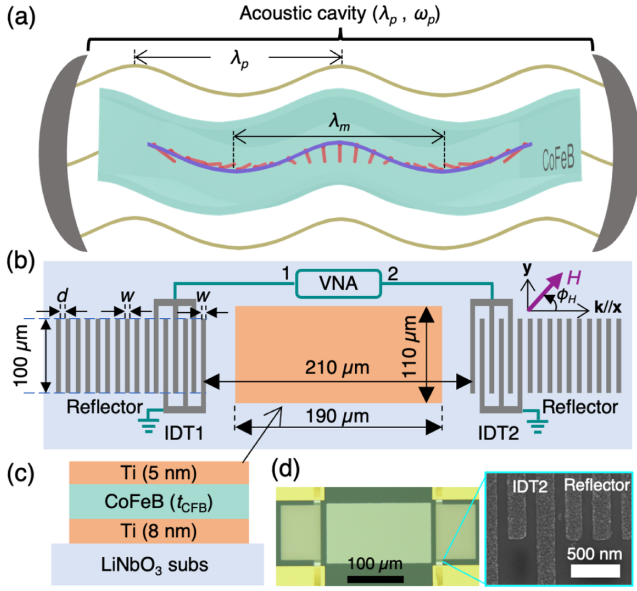 (a)
Acoustic cavity (λp , ωp)
λp
λm
CoFeB
(b)
1 VNA 2
d w w
y H
ϕH
k//x
100 µm
210 µm
110 µm
Reflector
IDT1
190 µm
IDT2
Reflector
(c)
Ti (5 nm)
CoFeB (tCFB)
Ti (8 nm)
LiNbO3 subs
(d)
100 µm
IDT2 Reflector
500 nm